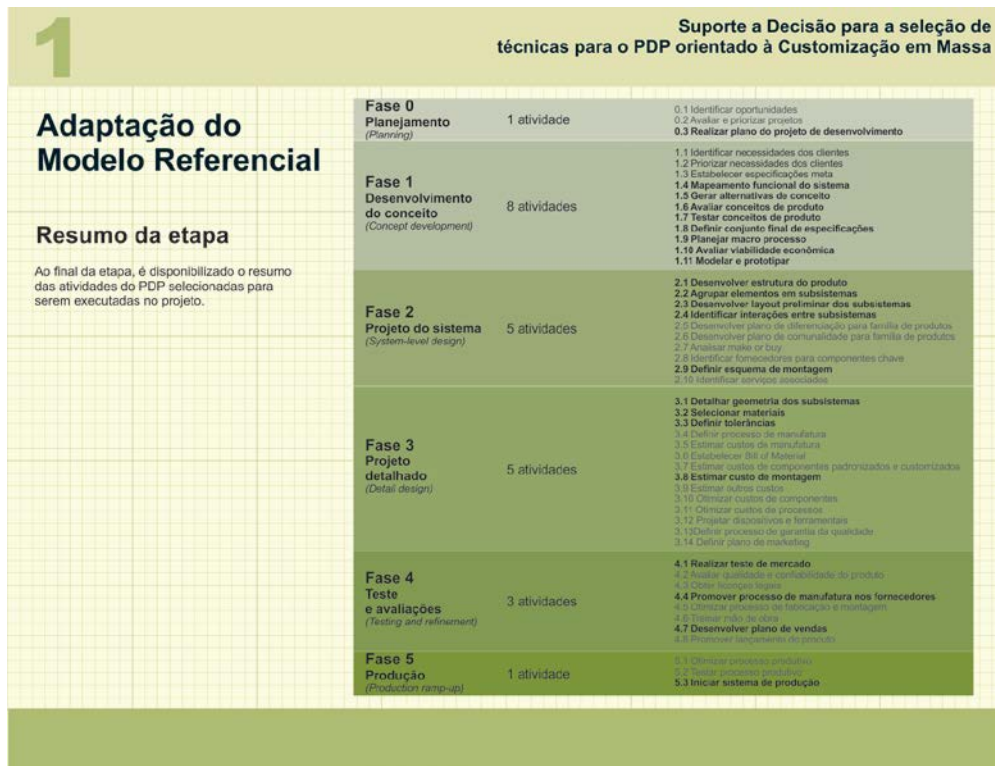 1
Suporte a Decisão para a seleção de
técnicas para o PDP orientado à Customização em Massa
Adaptação do
Modelo Referencial
Resumo da etapa
Ao final da etapa, é disponibilizado o resumo
das atividades do PDP selecionadas para
serem executadas no projeto.
Fase 0
Planejamento
(Planning)
1 atividade
0.1 Identificar oportunidades
0.2 Avaliar e priorizar projetos
0.3 Realizar plano do projeto de desenvolvimento
Fase 1
Desenvolvimento
do conceito
(Concept development)
8 atividades
1.1 Identificar necessidades dos clientes
1.2 Priorizar necessidades dos clientes
1.3 Estabelecer especificações meta
1.4 Mapeamento funcional do sistema
1.5 Gerar alternativas de conceito
1.6 Avaliar conceitos de produto
1.7 Testar conceitos de produto
1.8 Definir conjunto final de especificações
1.9 Planejar macro processo
1.10 Avaliar viabilidade econômica
1.11 Modelar e prototipar
Fase 2
Projeto do sistema
(System-level design)
5 atividades
2.1 Desenvolver estrutura do produto
2.2 Agrupar elementos em subsistemas
2.3 Desenvolver layout preliminar dos subsistemas
2.4 Identificar interações entre subsistemas
2.5 Desenvolver plano de diferenciação para família de produtos
2.6 Desenvolver plano de comunalidade para família de produtos
2.7 Analisar make or buy
2.8 Identificar fornecedores para componentes chave
2.9 Definir esquema de montagem
2.10 Identificar serviços associados
Fase 3
Projeto
detalhado
(Detail design)
5 atividades
3.1 Detalhar geometria dos subsistemas
3.2 Selecionar materiais
3.3 Definir tolerâncias
3.4 Definir processo de manufatura
3.5 Estimar custos de manufatura
3.6 Estabelecer Bill of Material
3.7 Estimar custos de componentes padronizados e customizados
3.8 Estimar custo de montagem
3.9 Estimar outros custos
3.10 Otimizar custos de componentes
3.11 Otimizar custos de processos
3.12 Projetar dispositivos e ferramentais
3.13Definir processo de garantia da qualidade
3.14 Definir plano de marketing
Fase 4
Teste
e avaliações
(Testing and refinement)
3 atividades
4.1 Realizar teste de mercado
4.2 Avaliar qualidade e confiabilidade do produto
4.3 Obter licenças legais
4.4 Promover processo de manufatura nos fornecedores
4.5 Otimizar processo de fabricação e montagem
4.6 Treinar mão de obra
4.7 Desenvolver plano de vendas
4.8 Promover lançamento do produto
Fase 5
Produção
(Production ramp-up)
1 atividade
5.1 Otimizar processo produtivo
5.2 Testar processo produtivo
5.3 Iniciar sistema de produção